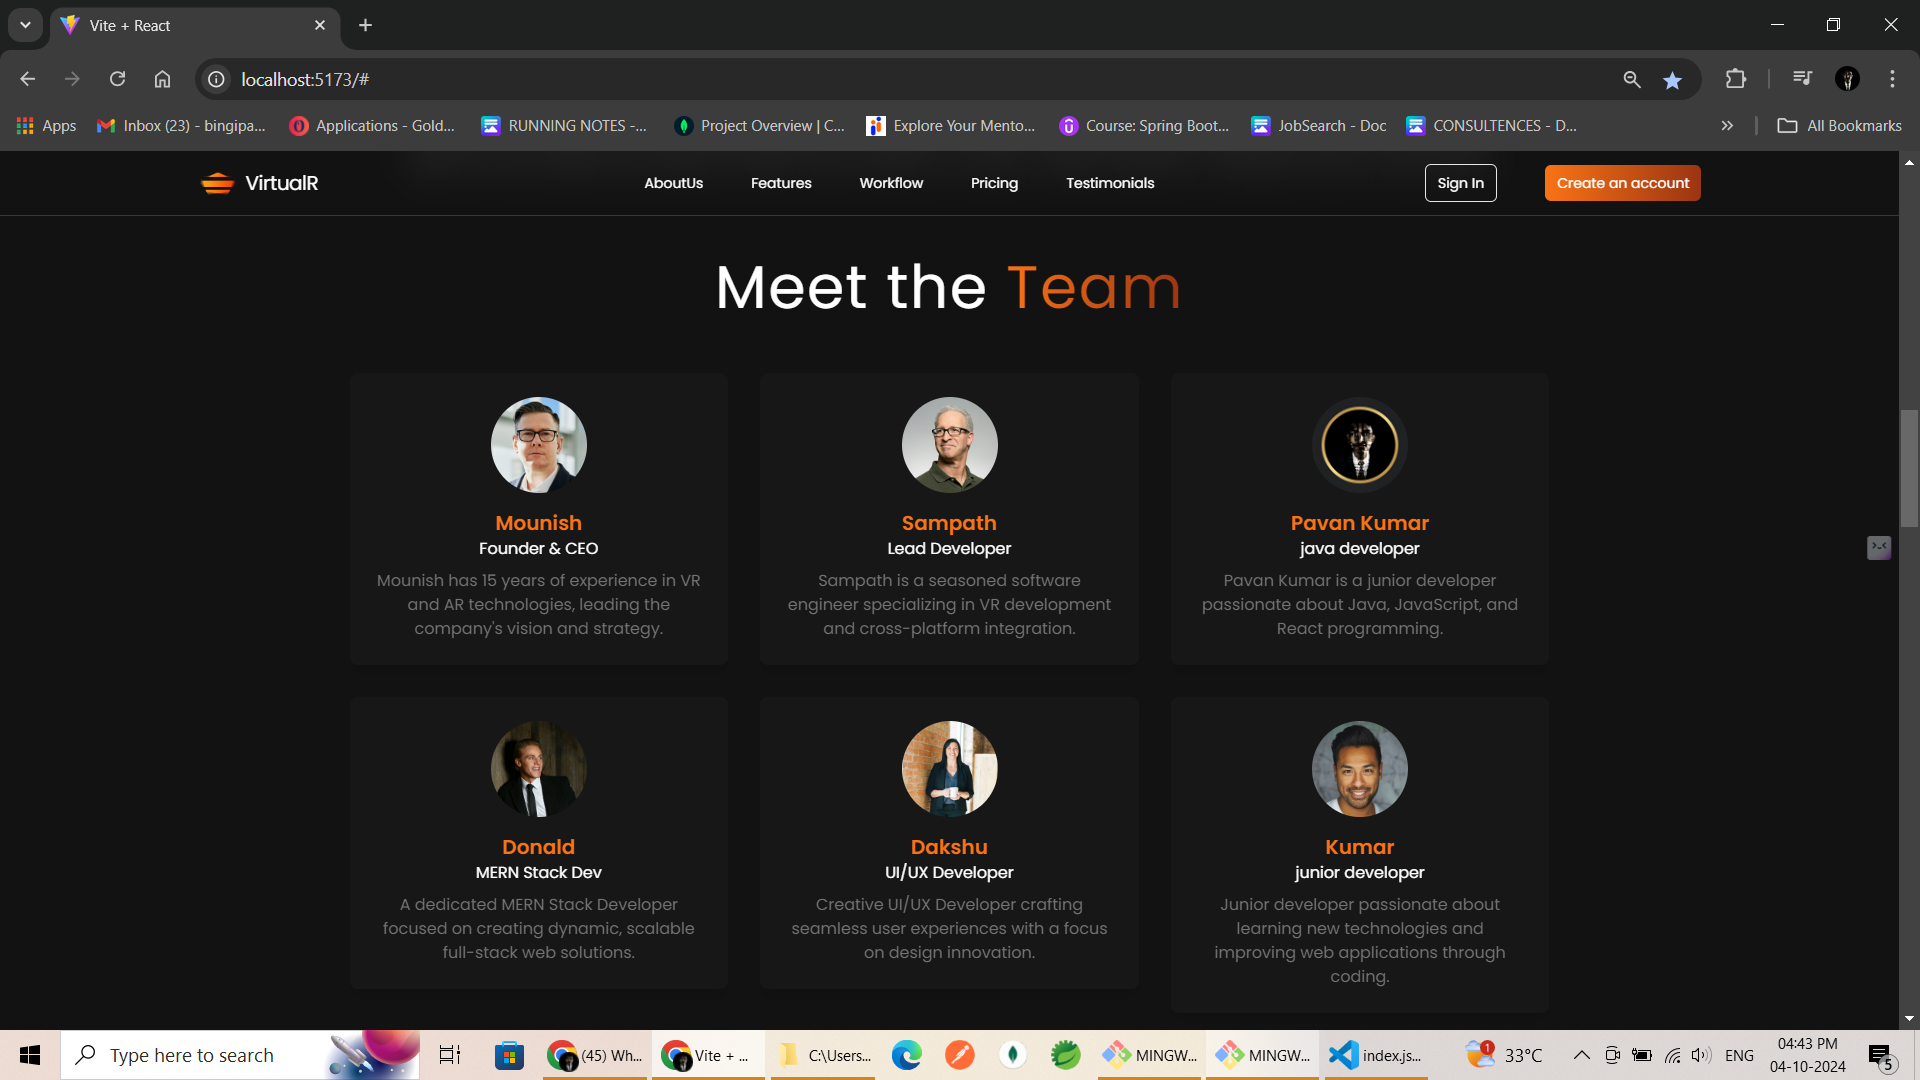 Vite + React
localhost:5173/#
Apps
Inbox (23) - bingipa...
Applications - Gold...
RUNNING NOTES -...
Project Overview | C...
Explore Your Mento...
Course: Spring Boot...
JobSearch - Doc
CONSULTENCES - D...
All Bookmarks
VirtualR
AboutUs
Features
Workflow
Pricing
Testimonials
Sign In
Create an account
Meet the Team
Mounish
Founder & CEO
Mounish has 15 years of experience in VR
and AR technologies, leading the
company's vision and strategy.
Sampath
Lead Developer
Sampath is a seasoned software
engineer specializing in VR development
and cross-platform integration.
Pavan Kumar
java developer
Pavan Kumar is a junior developer
passionate about Java, JavaScript, and
React programming.
Donald
MERN Stack Dev
A dedicated MERN Stack Developer
focused on creating dynamic, scalable
full-stack web solutions.
Dakshu
UI/UX Developer
Creative UI/UX Developer crafting
seamless user experiences with a focus
on design innovation.
Kumar
junior developer
Junior developer passionate about
learning new technologies and
improving web applications through
coding.
Type here to search
(45) Wh...
Vite + ...
C:\Users...
MINGW...
MINGW...
index.js...
1
33°C
ENG
04:43 PM
04-10-2024
5